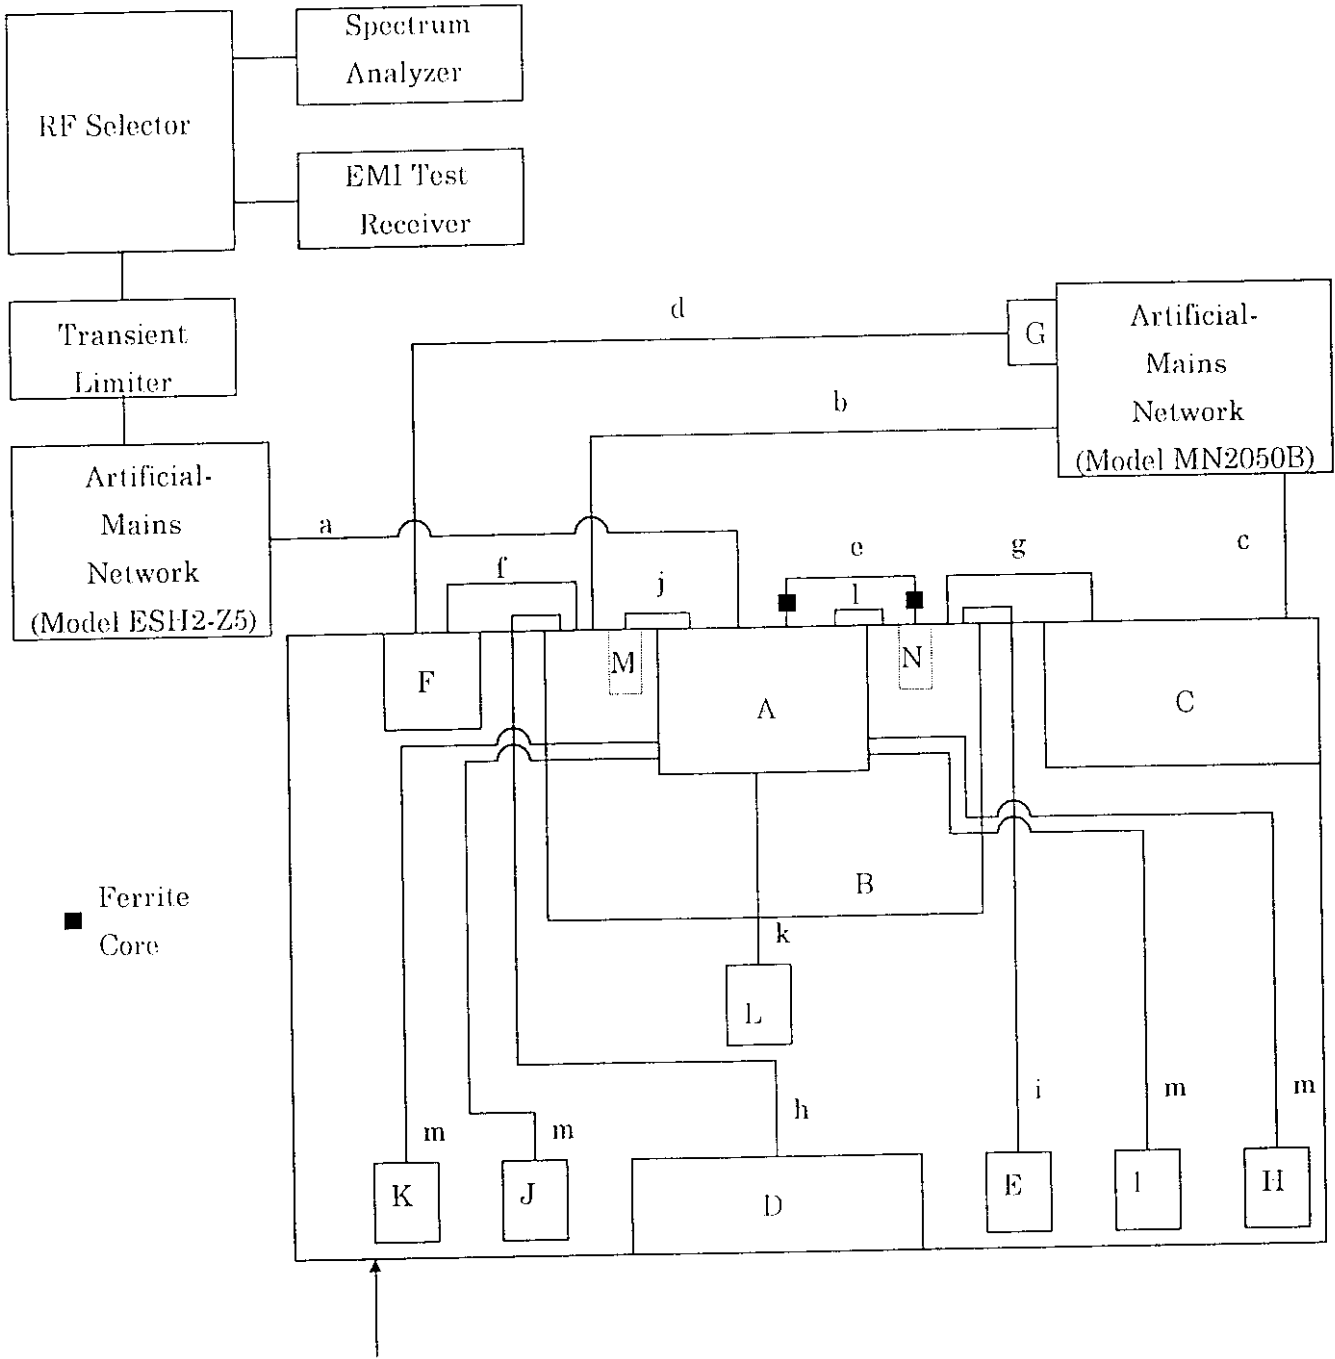 Spectrum
Analyzer
RF Selector
EMI Test
Receiver
Transient
Limiter
d
G
Artificial-
Mains
Network
(Model MN2050B)
b
Artificial-
Mains
Network
(Model ESH2-Z5)
a
c
e
g
f
j
l
M
N
F
A
C
B
Ferrite
Core
k
L
h
i
m
m
m
m
K
J
D
E
I
H